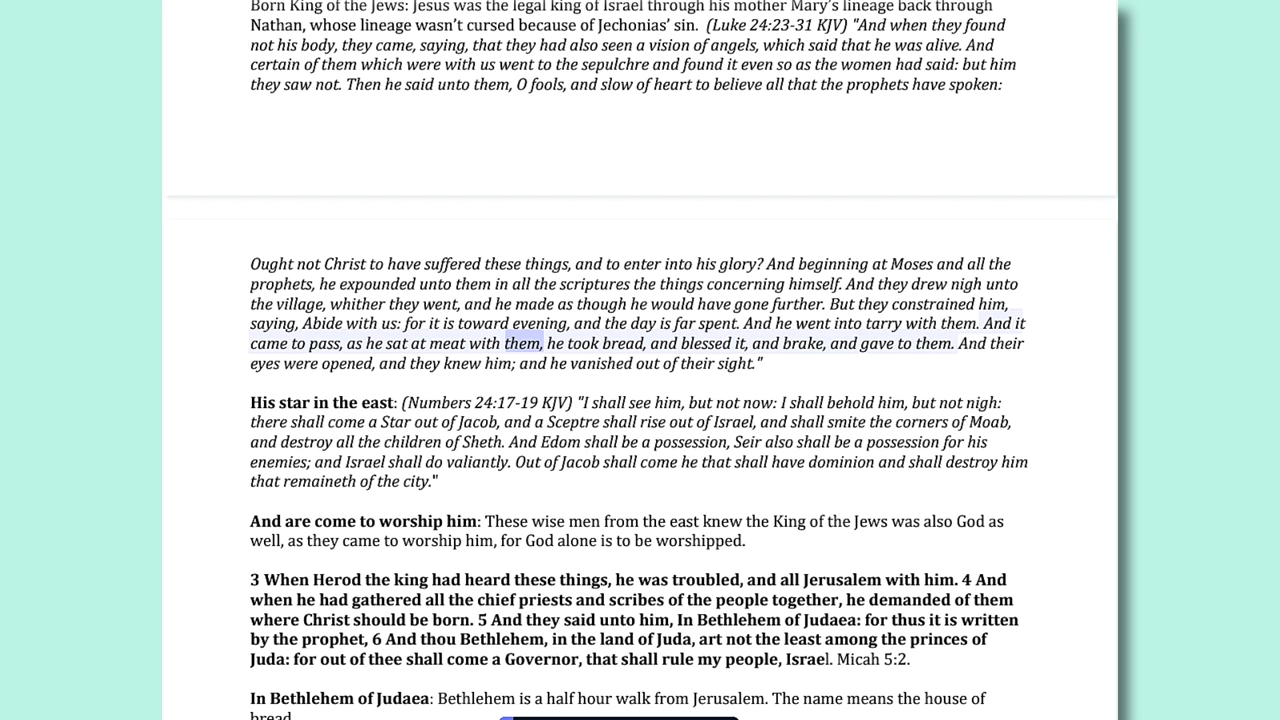 Born King of the Jews: Jesus was the legal king of Israel through his mother Mary's lineage back through
Nathan, whose lineage wasn't cursed because of Jechonias' sin.  (Luke 24:23-31 KJV) "And when they found
not his body, they came, saying, that they had also seen a vision of angels, which said that he was alive. And
certain of them which were with us went to the sepulchre and found it even so as the women had said: but him
they saw not. Then he said unto them, O fools, and slow of heart to believe all that the prophets have spoken:
Ought not Christ to have suffered these things, and to enter into his glory? And beginning at Moses and all the
prophets, he expounded unto them in all the scriptures the things concerning himself. And they drew nigh unto
the village, whither they went, and he made as though he would have gone further. But they constrained him,
saying, Abide with us: for it is toward evening, and the day is far spent. And he went into tarry with them. And it
came to pass, as he sat at meat with them, he took bread, and blessed it, and brake, and gave to them. And their
eyes were opened, and they knew him; and he vanished out of their sight."
His star in the east: (Numbers 24:17-19 KJV) "I shall see him, but not now: I shall behold him, but not nigh:
there shall come a Star out of Jacob, and a Sceptre shall rise out of Israel, and shall smite the corners of Moab,
and destroy all the children of Sheth. And Edom shall be a possession, Seir also shall be a possession for his
enemies; and Israel shall do valiantly. Out of Jacob shall come he that shall have dominion and shall destroy him
that remaineth of the city."
And are come to worship him: These wise men from the east knew the King of the Jews was also God as
well, as they came to worship him, for God alone is to be worshipped.
3 When Herod the king had heard these things, he was troubled, and all Jerusalem with him. 4 And
when he had gathered all the chief priests and scribes of the people together, he demanded of them
where Christ should be born. 5 And they said unto him, In Bethlehem of Judaea: for thus it is written
by the prophet, 6 And thou Bethlehem, in the land of Juda, art not the least among the princes of
Juda: for out of thee shall come a Governor, that shall rule my people, Israel. Micah 5:2.
In Bethlehem of Judaea: Bethlehem is a half hour walk from Jerusalem. The name means the house of
bread